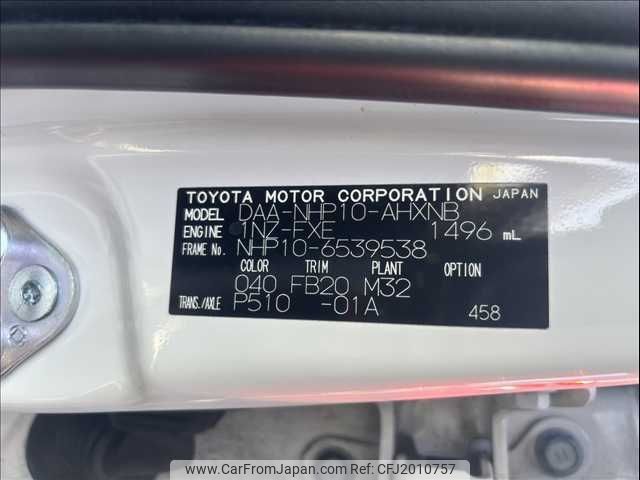 TOYOTA MOTOR CORPORATION JAPAN
MODEL DAA-NHP10-AHXNB
ENGINE 1NZ-FXE 1496 mL
FRAME No. NHP10-6539538
COLOR TRIM PLANT OPTION
040 FB20 M32
TRANS./AXLE P510 -01A
458
www.CarFromJapan.com Ref:CFJ2010757